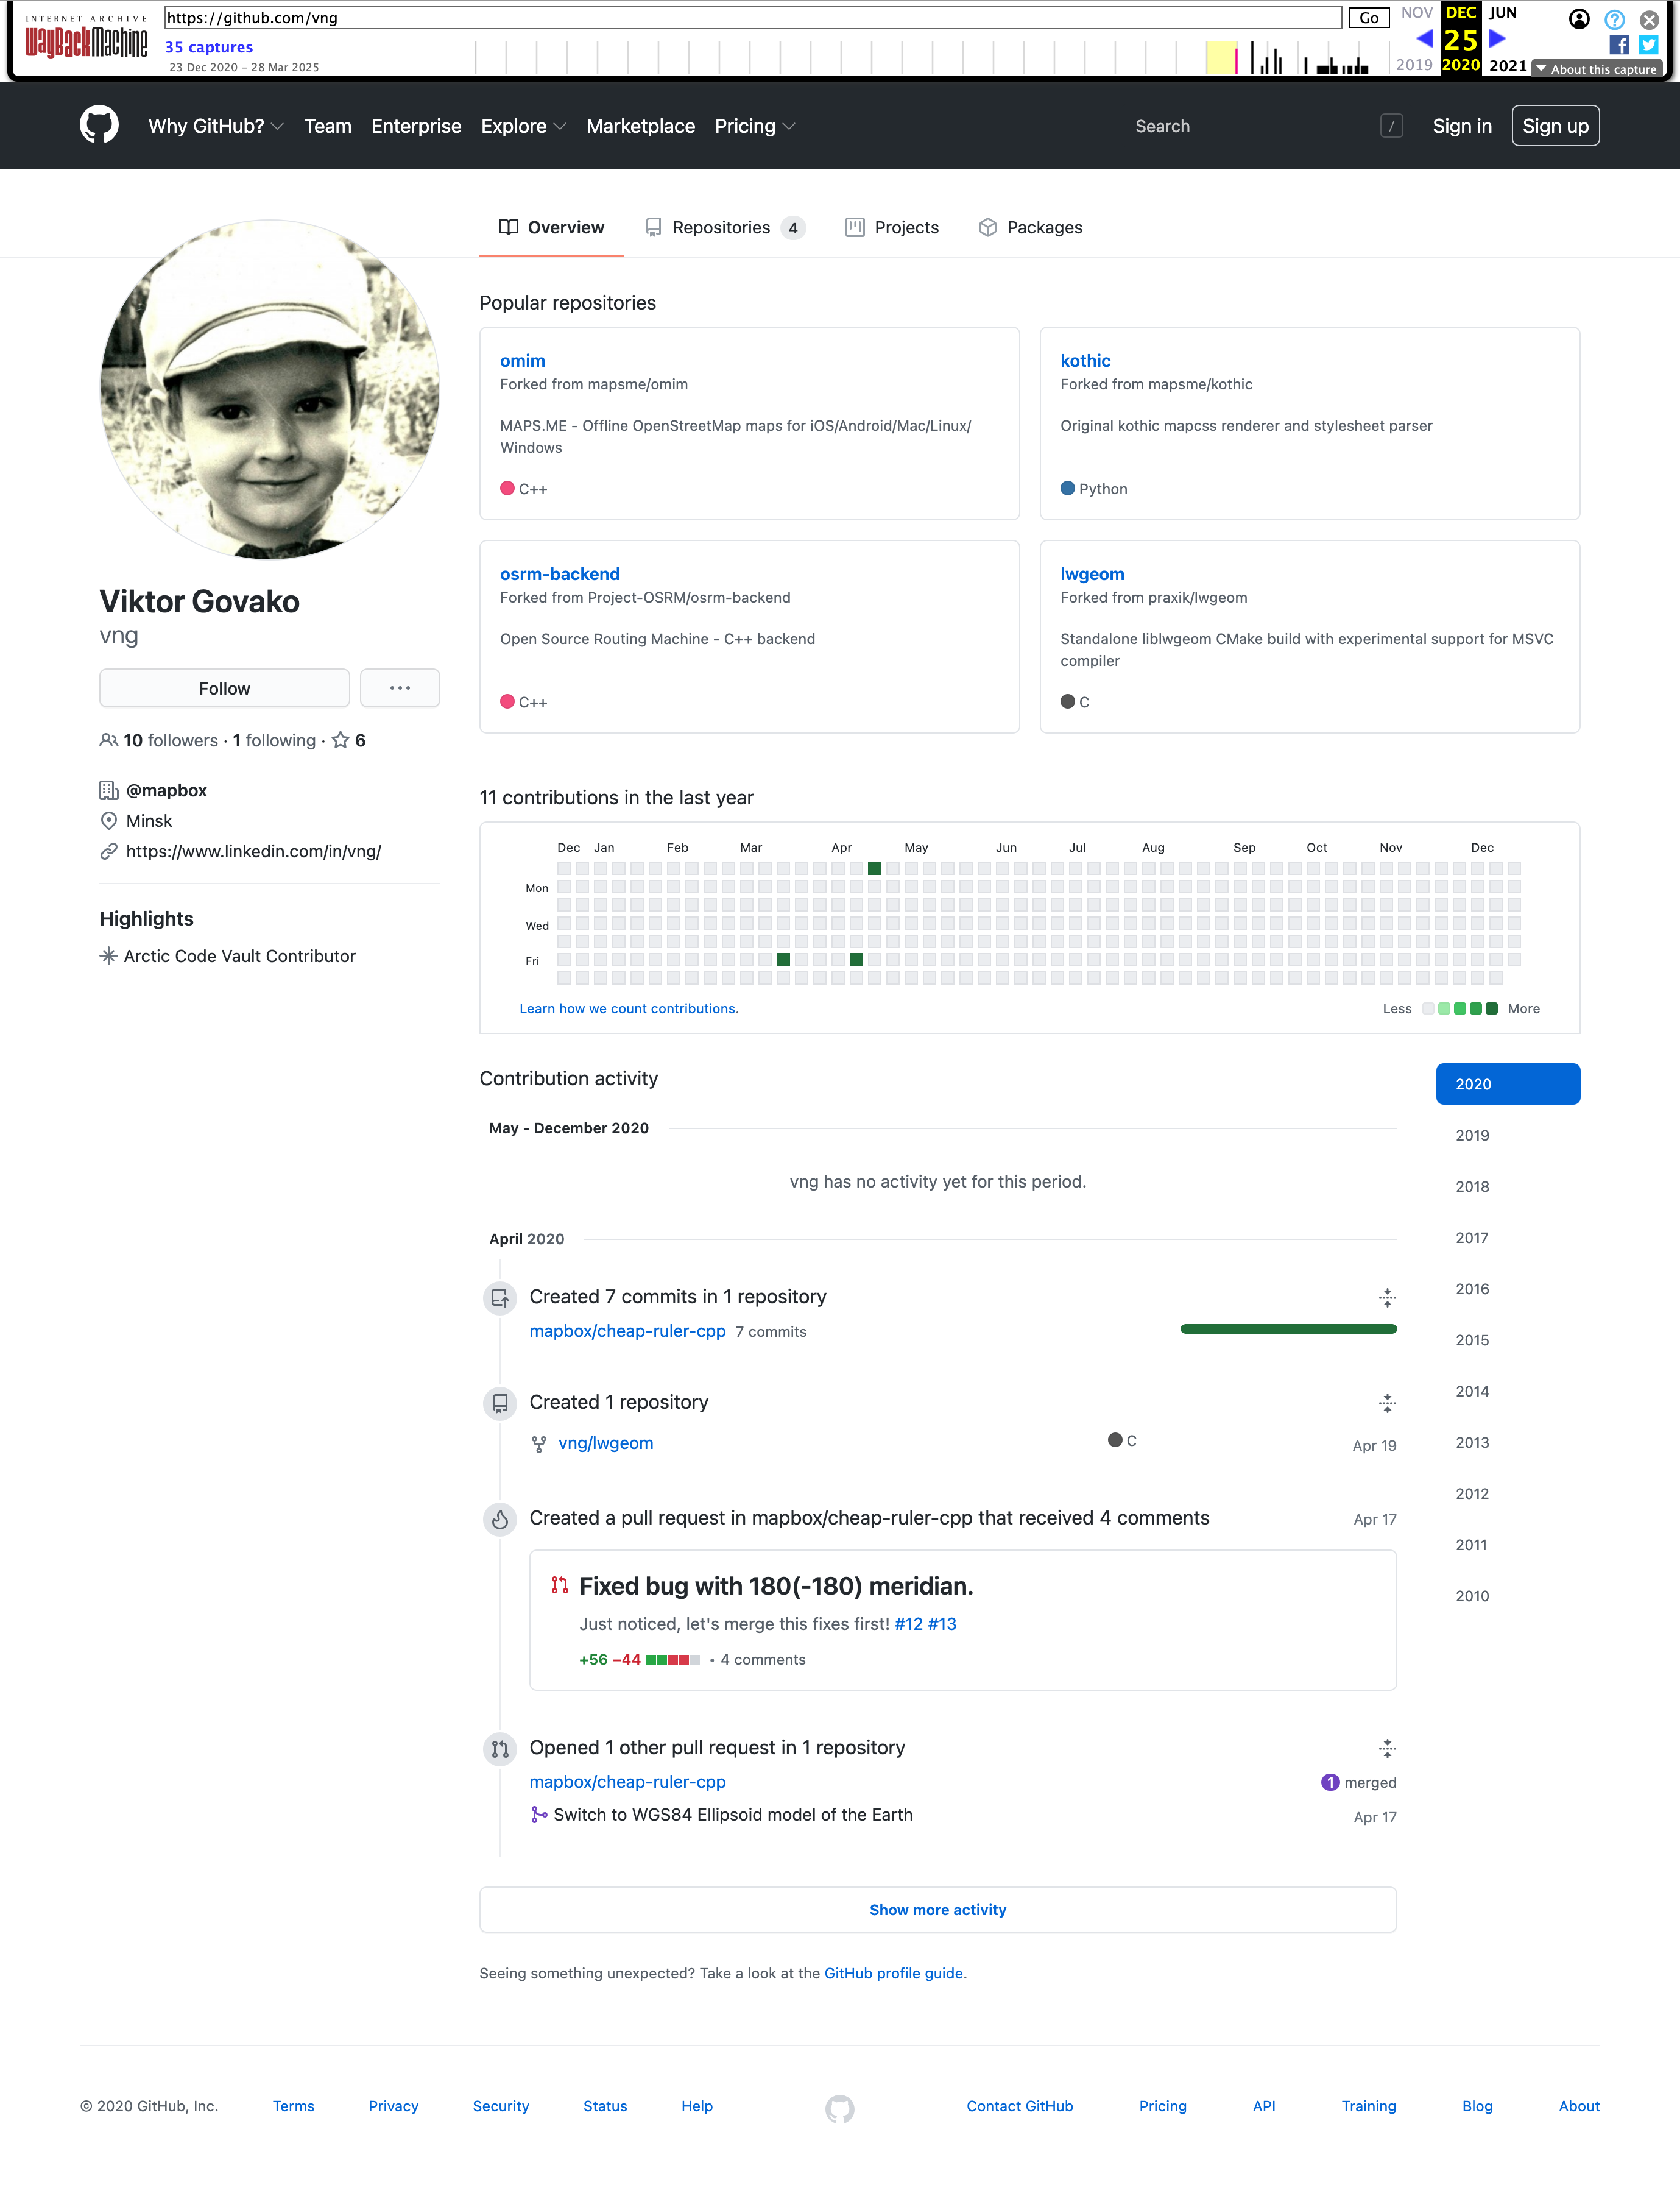 INTERNET ARCHIVE
WayBackMachine
https://github.com/vng
Go
35 captures
23 Dec 2020 – 28 Mar 2025
NOV DEC JUN
25
2019 2020 2021
About this capture
Why GitHub? Team Enterprise Explore Marketplace Pricing
Search /
Sign in Sign up
Overview Repositories 4 Projects Packages
Viktor Govako
vng
Follow ...
10 followers · 1 following · 6
@mapbox
Minsk
https://www.linkedin.com/in/vng/
Highlights
Arctic Code Vault Contributor
Popular repositories
omim
Forked from mapsme/omim
MAPS.ME - Offline OpenStreetMap maps for iOS/Android/Mac/Linux/
Windows
C++
kothic
Forked from mapsme/kothic
Original kothic mapcss renderer and stylesheet parser
Python
osrm-backend
Forked from Project-OSRM/osrm-backend
Open Source Routing Machine - C++ backend
C++
lwgeom
Forked from praxik/lwgeom
Standalone liblwgeom CMake build with experimental support for MSVC
compiler
C
11 contributions in the last year
Dec Jan Feb Mar Apr May Jun Jul Aug Sep Oct Nov Dec
Mon
Wed
Fri
Learn how we count contributions.
Less More
Contribution activity
May - December 2020
vng has no activity yet for this period.
April 2020
Created 7 commits in 1 repository
mapbox/cheap-ruler-cpp 7 commits
Created 1 repository
vng/lwgeom C Apr 19
Created a pull request in mapbox/cheap-ruler-cpp that received 4 comments Apr 17
Fixed bug with 180(-180) meridian.
Just noticed, let's merge this fixes first! #12 #13
+56 −44 • 4 comments
Opened 1 other pull request in 1 repository
mapbox/cheap-ruler-cpp 1 merged
Switch to WGS84 Ellipsoid model of the Earth Apr 17
Show more activity
Seeing something unexpected? Take a look at the GitHub profile guide.
2020
2019
2018
2017
2016
2015
2014
2013
2012
2011
2010
© 2020 GitHub, Inc. Terms Privacy Security Status Help Contact GitHub Pricing API Training Blog About